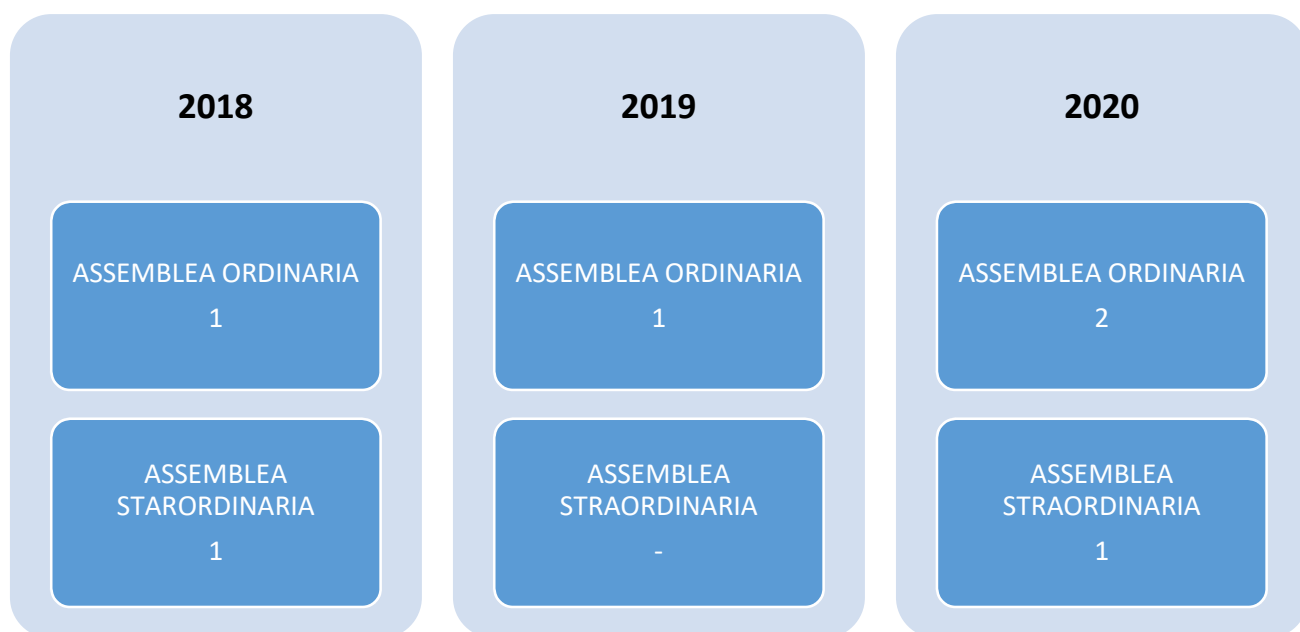 2018
ASSEMBLEA ORDINARIA
1
ASSEMBLEA
STARORDINARIA
1
2019
ASSEMBLEA ORDINARIA
1
ASSEMBLEA
STRAORDINARIA
-
2020
ASSEMBLEA ORDINARIA
2
ASSEMBLEA
STRAORDINARIA
1